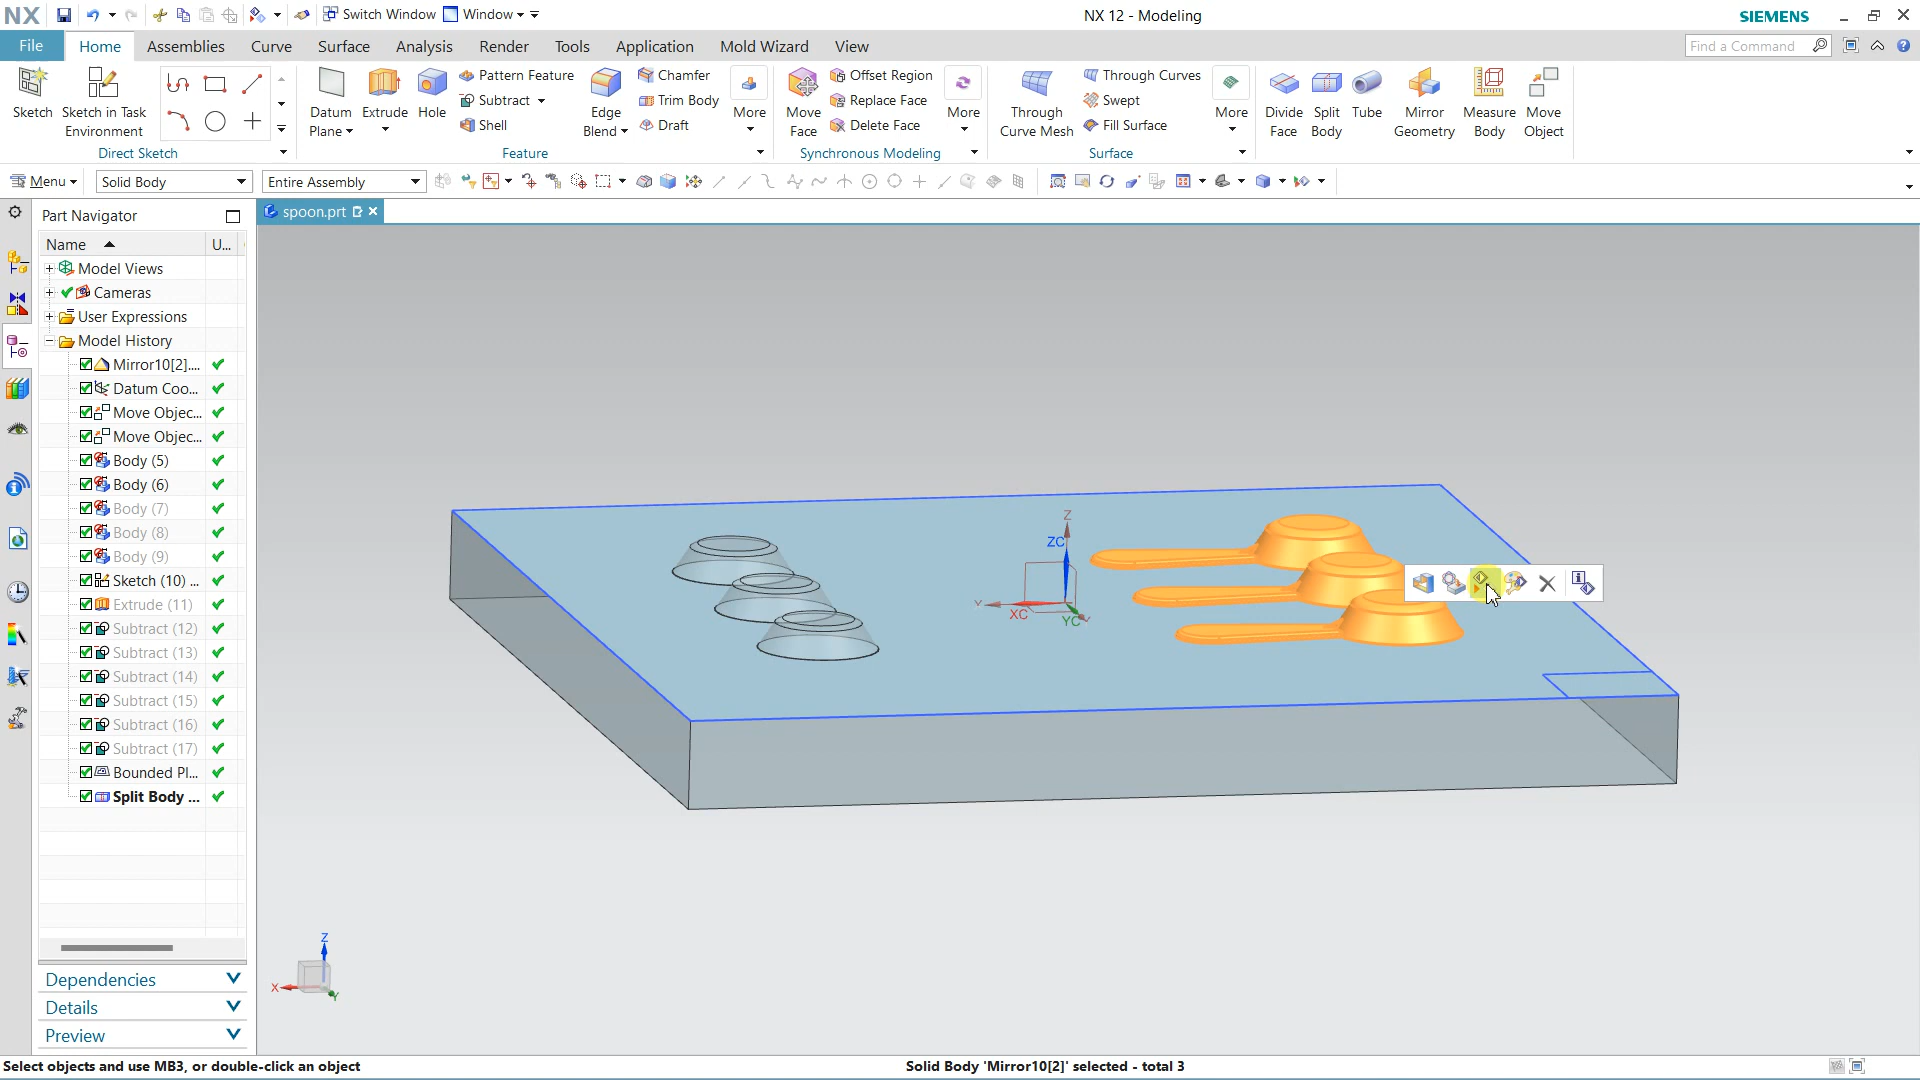 NX Switch Window Window NX 12 - Modeling SIEMENS
File Home Assemblies Curve Surface Analysis Render Tools Application Mold Wizard View Find a Command
Sketch
Sketch in Task Environment
Direct Sketch
Datum Plane
Extrude
Hole
Pattern Feature
Subtract
Shell
Edge Blend
Chamfer
Trim Body
Draft
More
Feature
Move Face
Offset Region
Replace Face
Delete Face
More
Synchronous Modeling
Through Curve Mesh
Through Curves
Swept
Fill Surface
More
Surface
Divide Face
Split Body
Tube
Mirror Geometry
Measure Body
Move Object
Menu Solid Body Entire Assembly
Part Navigator
spoon.prt
Name U...
Model Views
Cameras
User Expressions
Model History
Mirror10[2]....
Datum Coo...
Move Objec...
Move Objec...
Body (5)
Body (6)
Body (7)
Body (8)
Body (9)
Sketch (10) ...
Extrude (11)
Subtract (12)
Subtract (13)
Subtract (14)
Subtract (15)
Subtract (16)
Subtract (17)
Bounded Pl...
Split Body ...
Dependencies
Details
Preview
Z
ZC
Y
XC
YC
Z
X
Y
Select objects and use MB3, or double-click an object Solid Body 'Mirror10[2]' selected - total 3